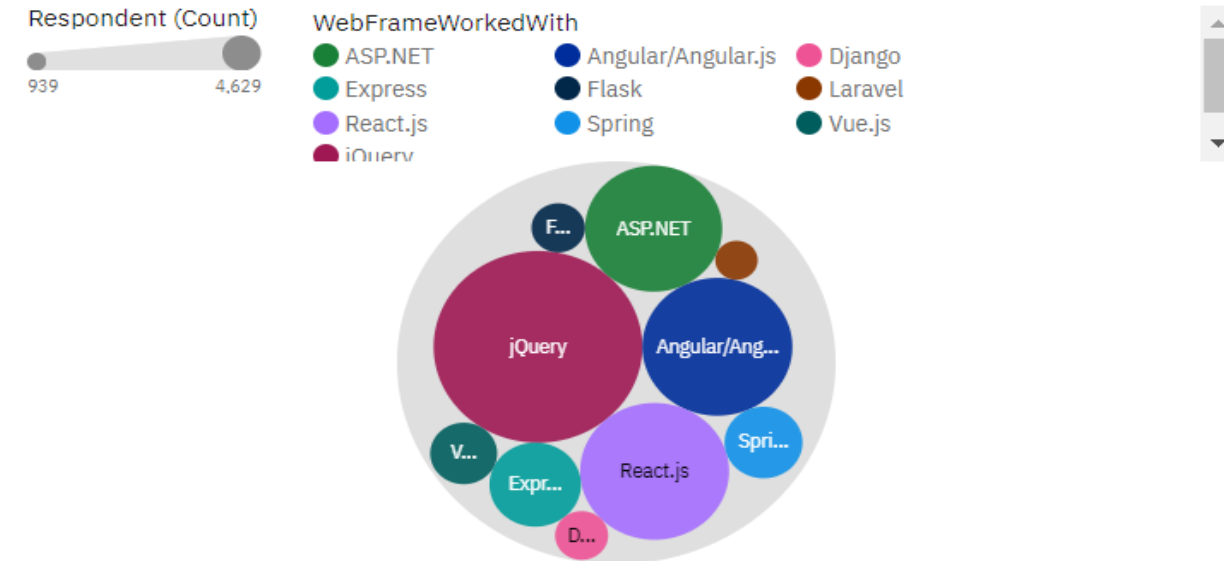 Respondent (Count)
939 4,629
WebFrameWorkedWith
ASP.NET Angular/Angular.js Django
Express Flask Laravel
React.js Spring Vue.js
jQuery
F... ASP.NET
jQuery Angular/Ang...
V... Spri...
Expr... React.js
D...